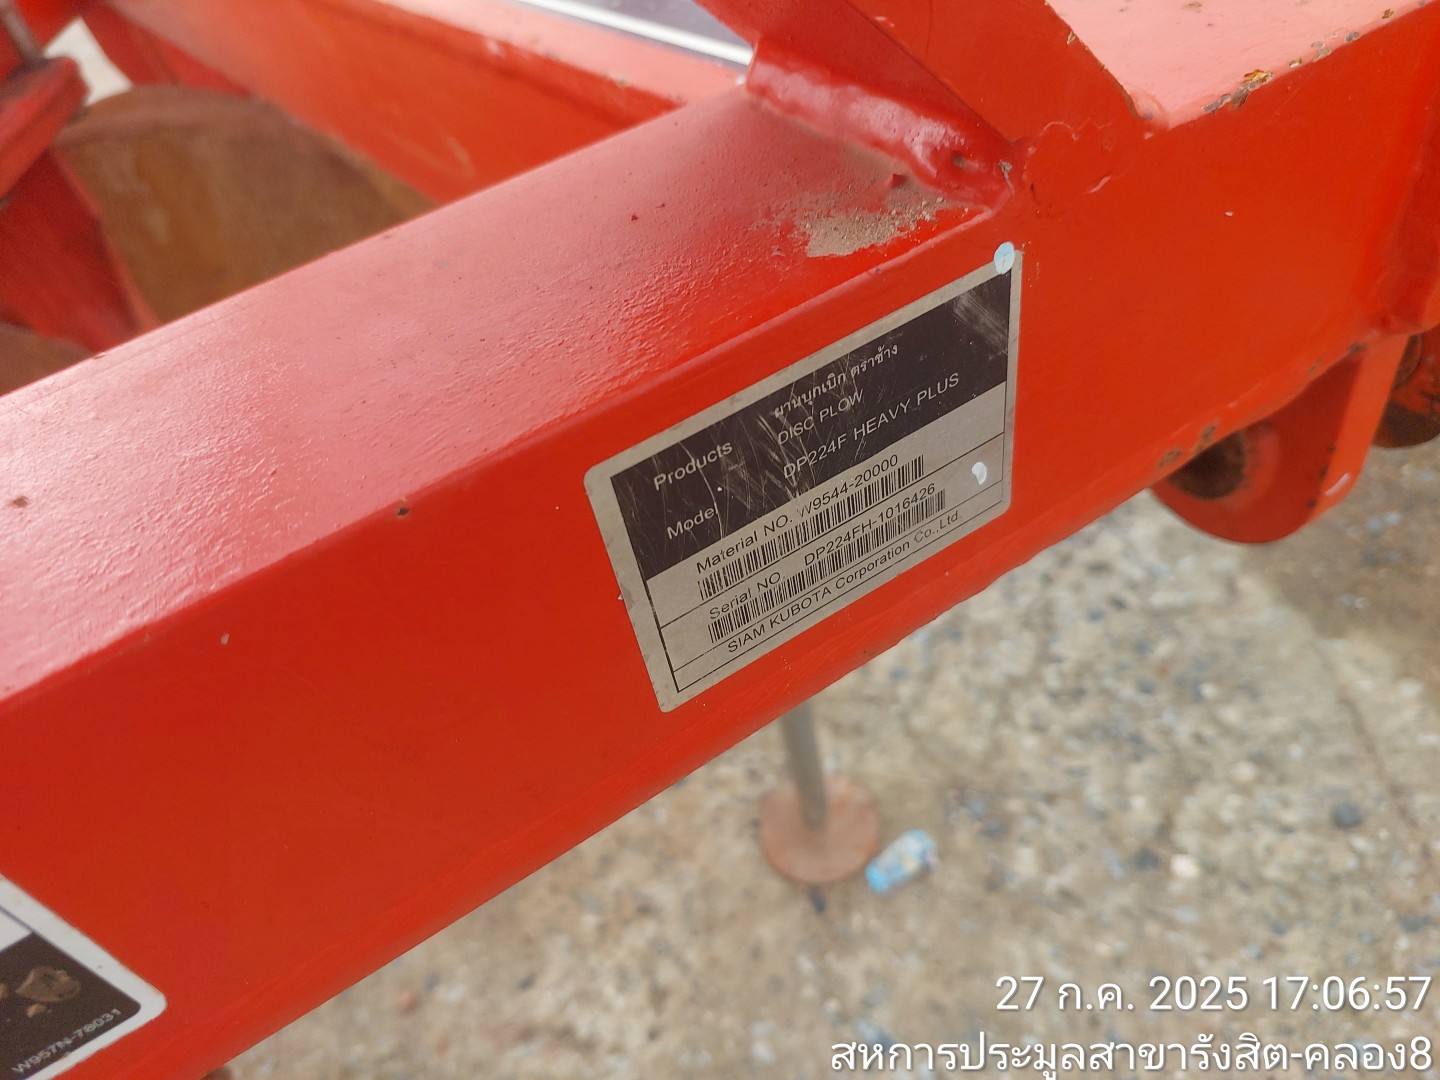 Products ผานบุกเบิก ตราช้าง
DISC PLOW
Model DP224F HEAVY PLUS
Material NO. W9544-20000
Serial NO. DP224FH-1016426
SIAM KUBOTA Corporation Co.,Ltd.
W957N-78031
27 ก.ค. 2025 17:06:57
สหการประมูลสาขารังสิต-คลอง8